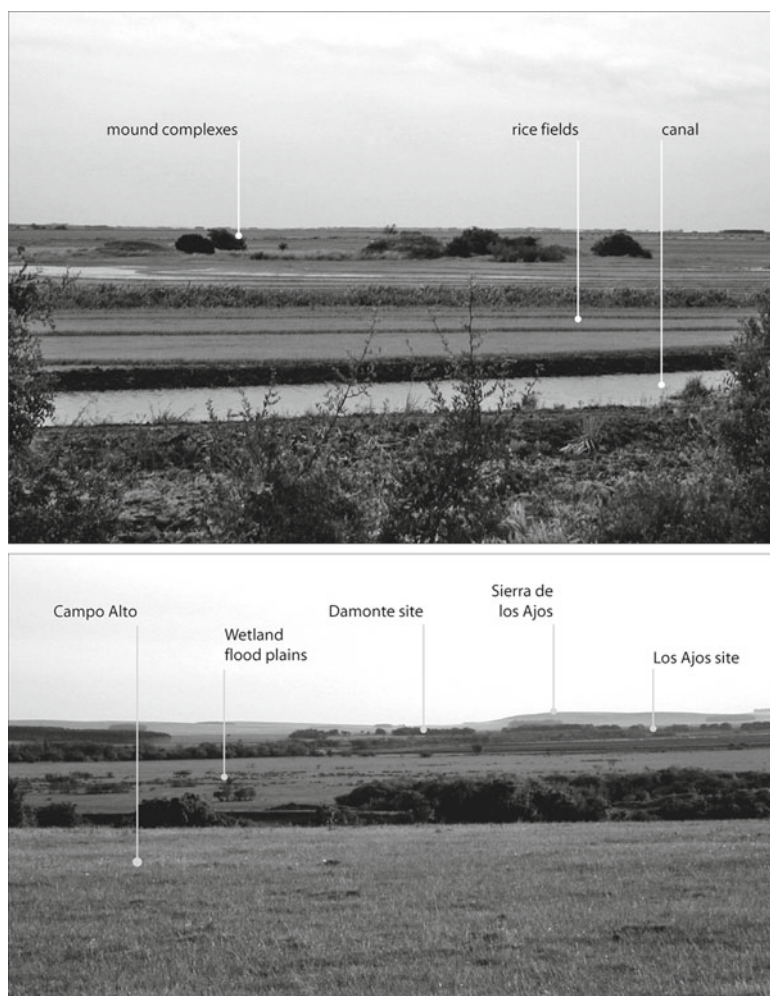 mound complexes
rice fields
canal
Campo Alto
Wetland
flood plains
Damonte site
Sierra de
los Ajos
Los Ajos site